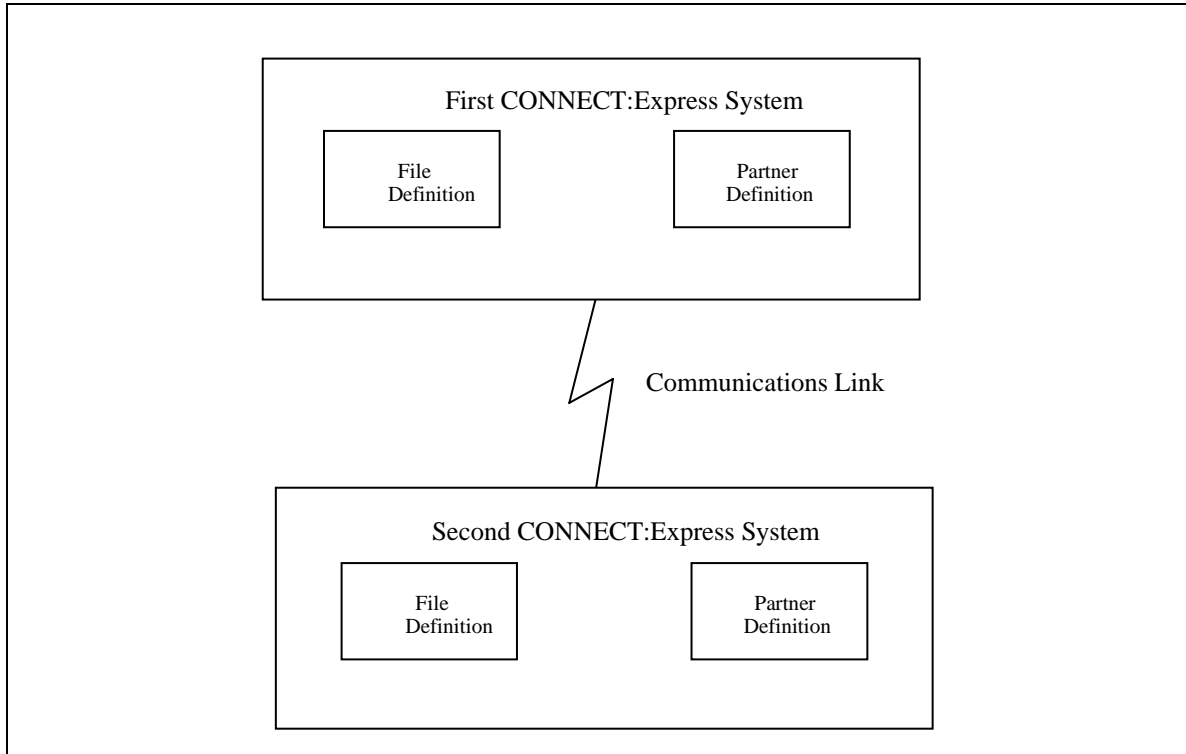 First CONNECT:Express System
File
Definition
Partner
Definition
Communications Link
Second CONNECT:Express System
File
Definition
Partner
Definition